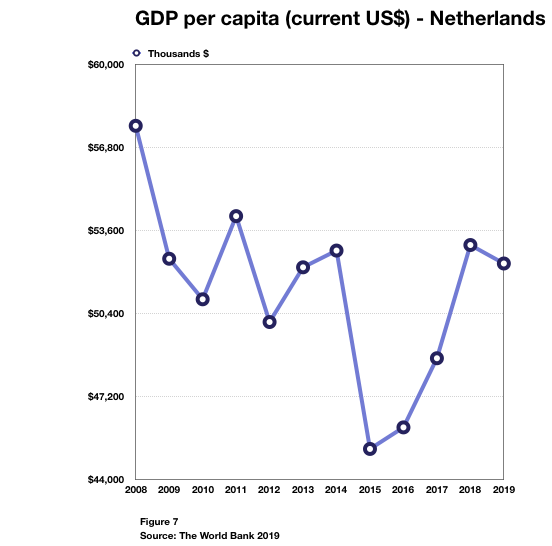 GDP per capita (current US$) - Netherlands
Thousands $
$60,000
$56,800
$53,600
$50,400
$47,200
$44,000
2008 2009 2010 2011 2012 2013 2014 2015 2016 2017 2018 2019
Figure 7
Source: The World Bank 2019